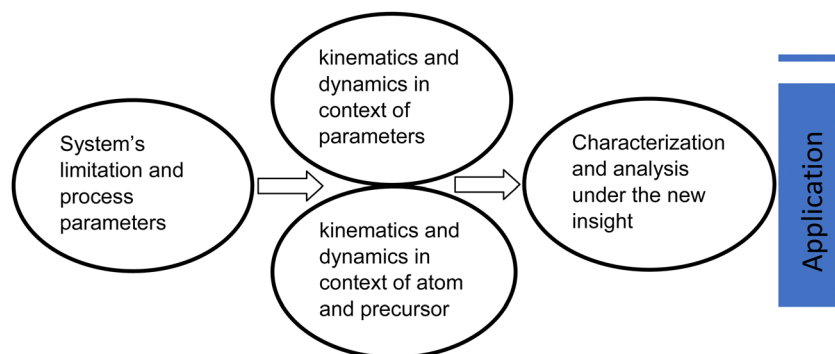 System's
limitation and
process
parameters
kinematics and
dynamics in
context of
parameters
kinematics and
dynamics in
context of atom
and precursor
Characterization
and analysis
under the new
insight
Application